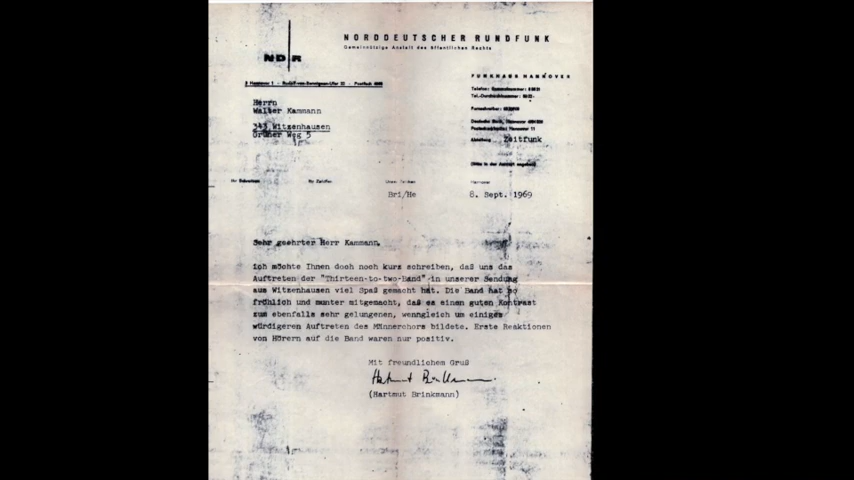 NORDDEUTSCHER RUNDFUNK
Gemeinnützige Anstalt des öffentlichen Rechts
NDR
FUNKHAUS HANNOVER
Herrn
Walter Kammann
343 Witzenhausen
Grüner Weg 5
Zeitfunk
Bri/He
8. Sept. 1969
Sehr geehrter Herr Kammann,
ich möchte Ihnen doch noch kurz schreiben, daß uns das
Auftreten der "Thirteen-to-two-Band" in unserer Sendung
aus Witzenhausen viel Spaß gemacht hat. Die Band hat so
fröhlich und munter mitgemacht, daß es einen guten Kontrast
zum ebenfalls sehr gelungenen, wenngleich um einiges
würdigeren Auftreten des Männerchors bildete. Erste Reaktionen
von Hörern auf die Band waren nur positiv.
Mit freundlichem Gruß
Hartmut Brinkmann
(Hartmut Brinkmann)